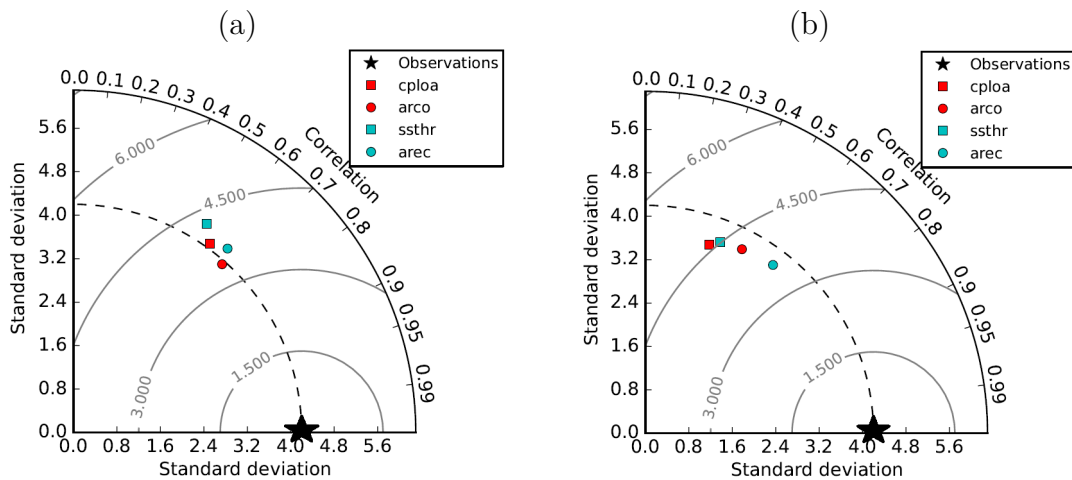 (a)
Observations
cploa
arco
ssthr
arec
Correlation
0.0 0.1 0.2 0.3 0.4 0.5 0.6 0.7 0.8 0.9 0.95 0.99
6.000
4.500
3.000
1.500
Standard deviation
5.6
4.8
4.0
3.2
2.4
1.6
0.8
0.0
0.0 0.8 1.6 2.4 3.2 4.0 4.8 5.6
Standard deviation
(b)
Observations
cploa
arco
ssthr
arec
Correlation
0.0 0.1 0.2 0.3 0.4 0.5 0.6 0.7 0.8 0.9 0.95 0.99
6.000
4.500
3.000
1.500
Standard deviation
5.6
4.8
4.0
3.2
2.4
1.6
0.8
0.0
0.0 0.8 1.6 2.4 3.2 4.0 4.8 5.6
Standard deviation